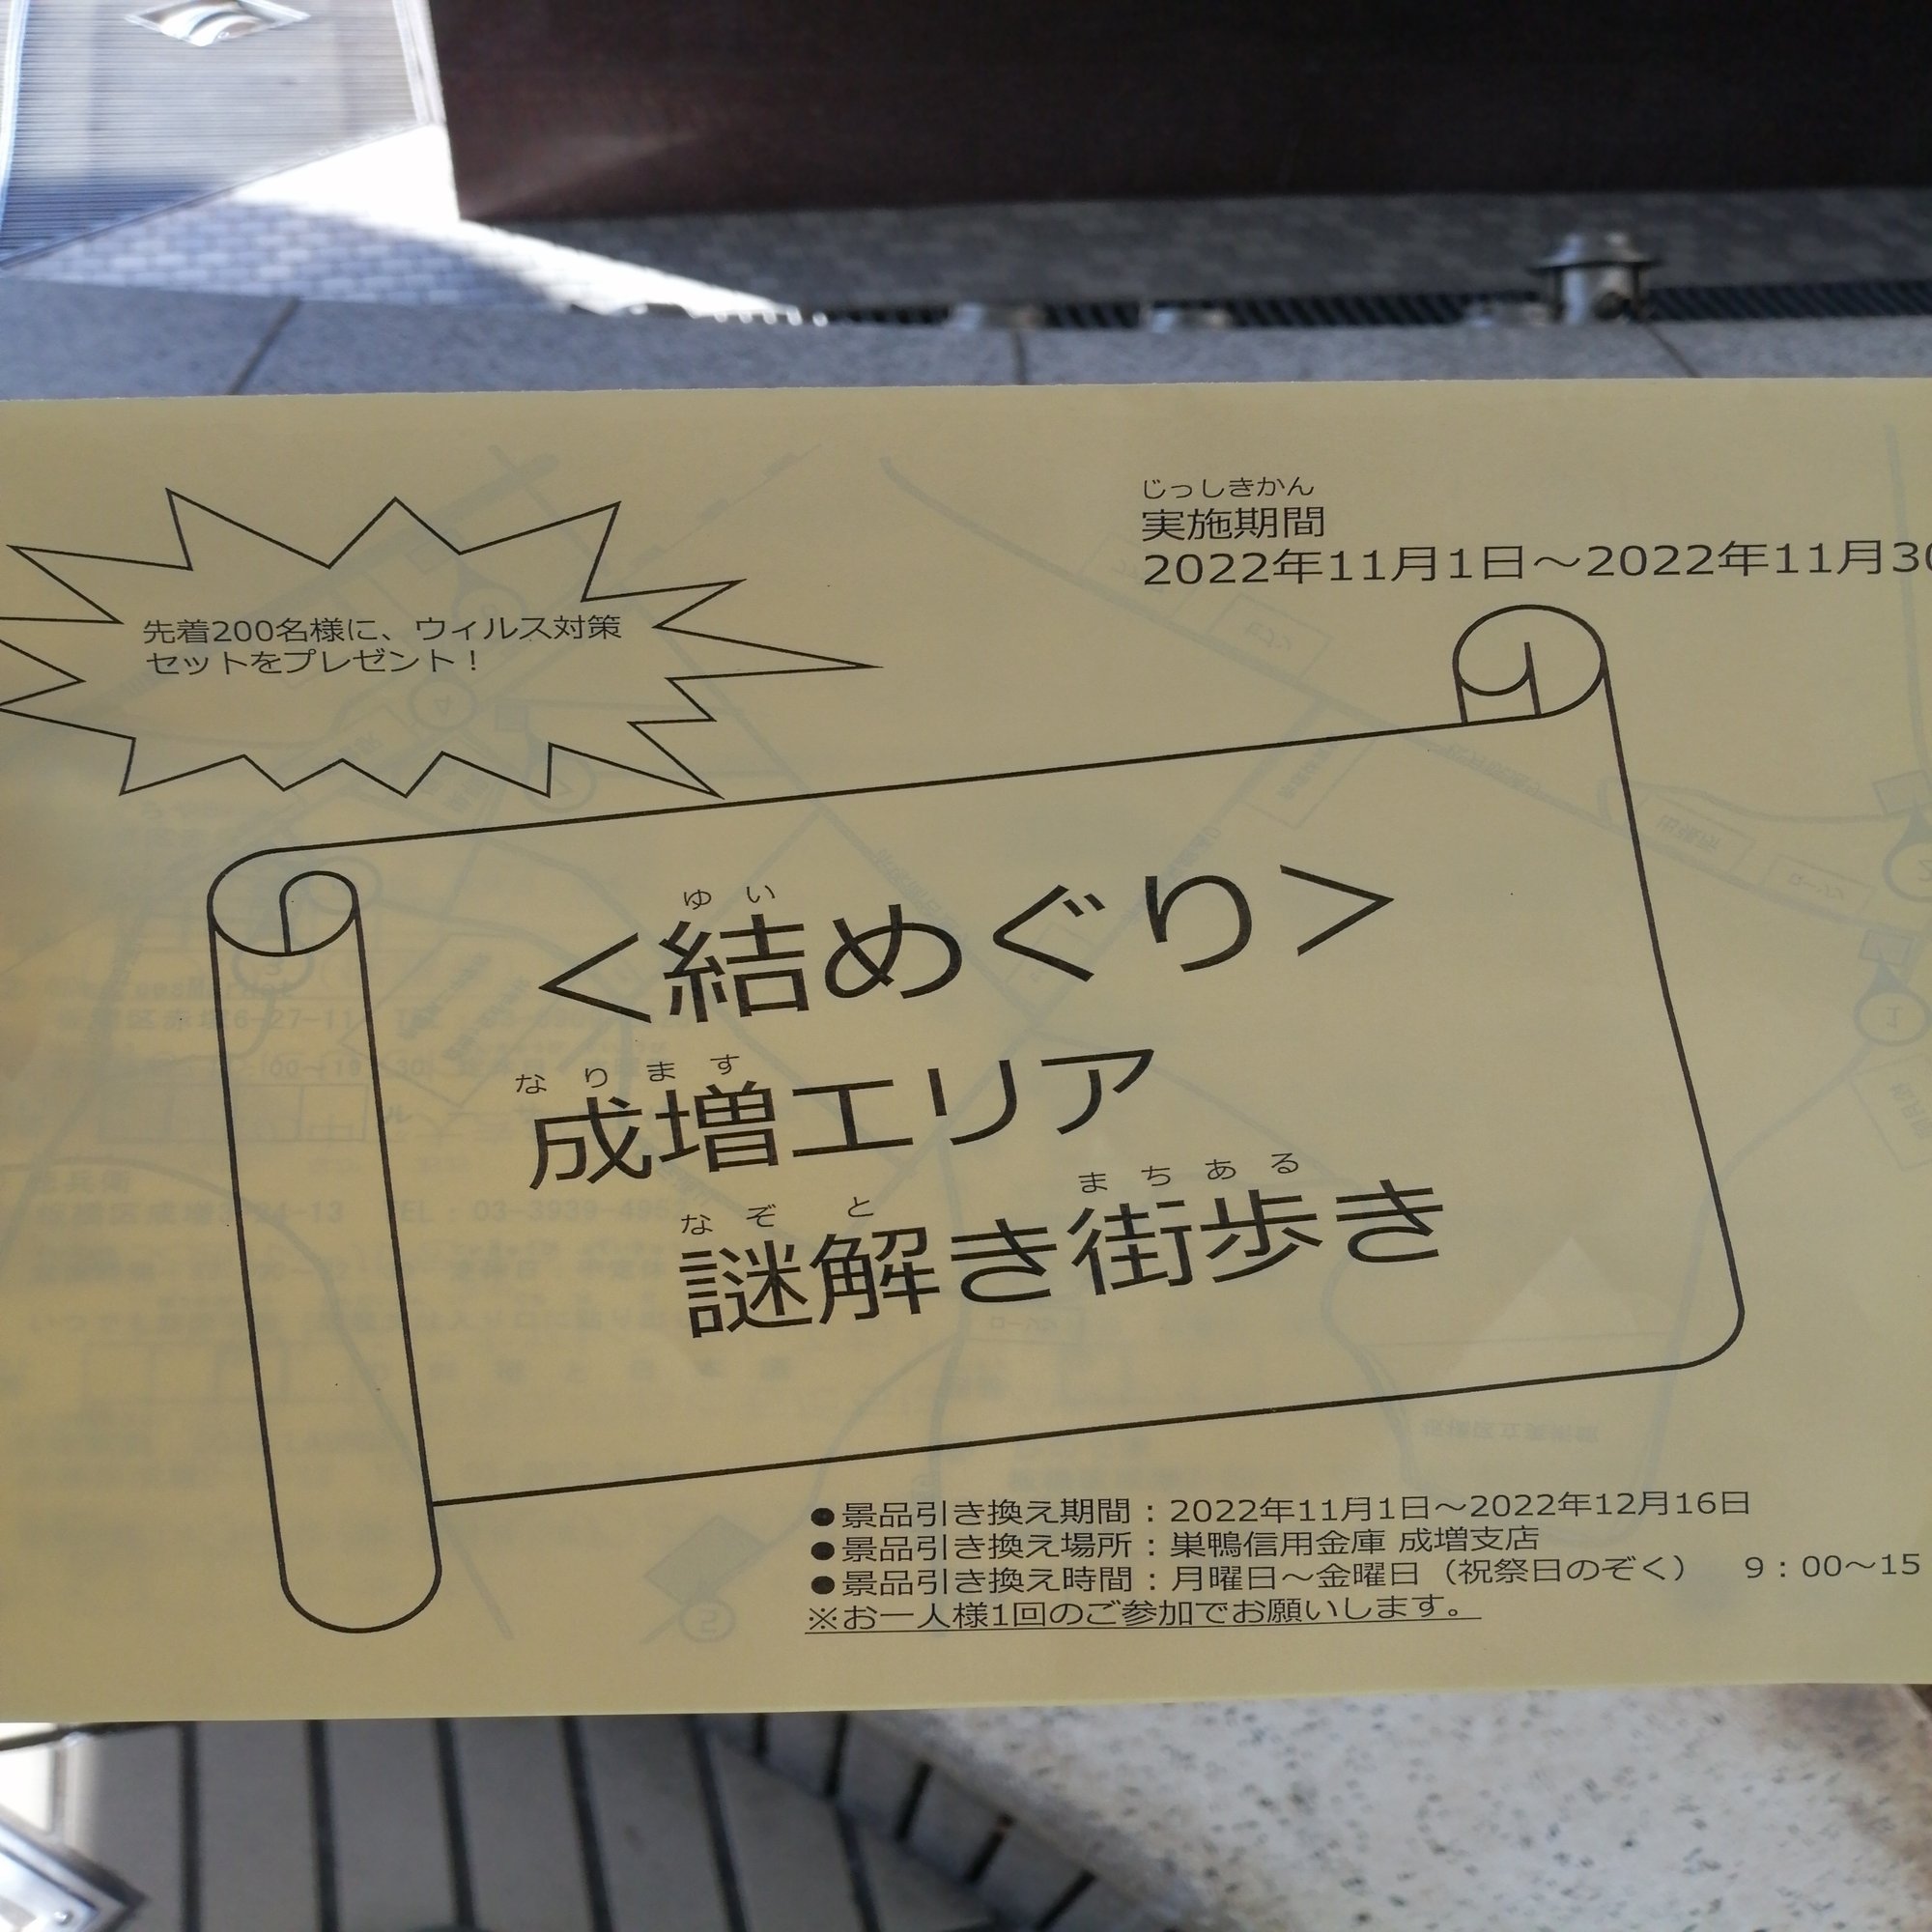 じっしきかん
実施期間
2022年11月1日～2022年11月30
先着200名様に、ウィルス対策
セットをプレゼント！
ゆい
＜結めぐり＞
なります
成増エリア
なぞ と まちある
謎解き街歩き
●景品引き換え期間：2022年11月1日～2022年12月16日
●景品引き換え場所：巣鴨信用金庫 成増支店
●景品引き換え時間：月曜日～金曜日（祝祭日のぞく） 9：00～15
※お一人様1回のご参加でお願いします。